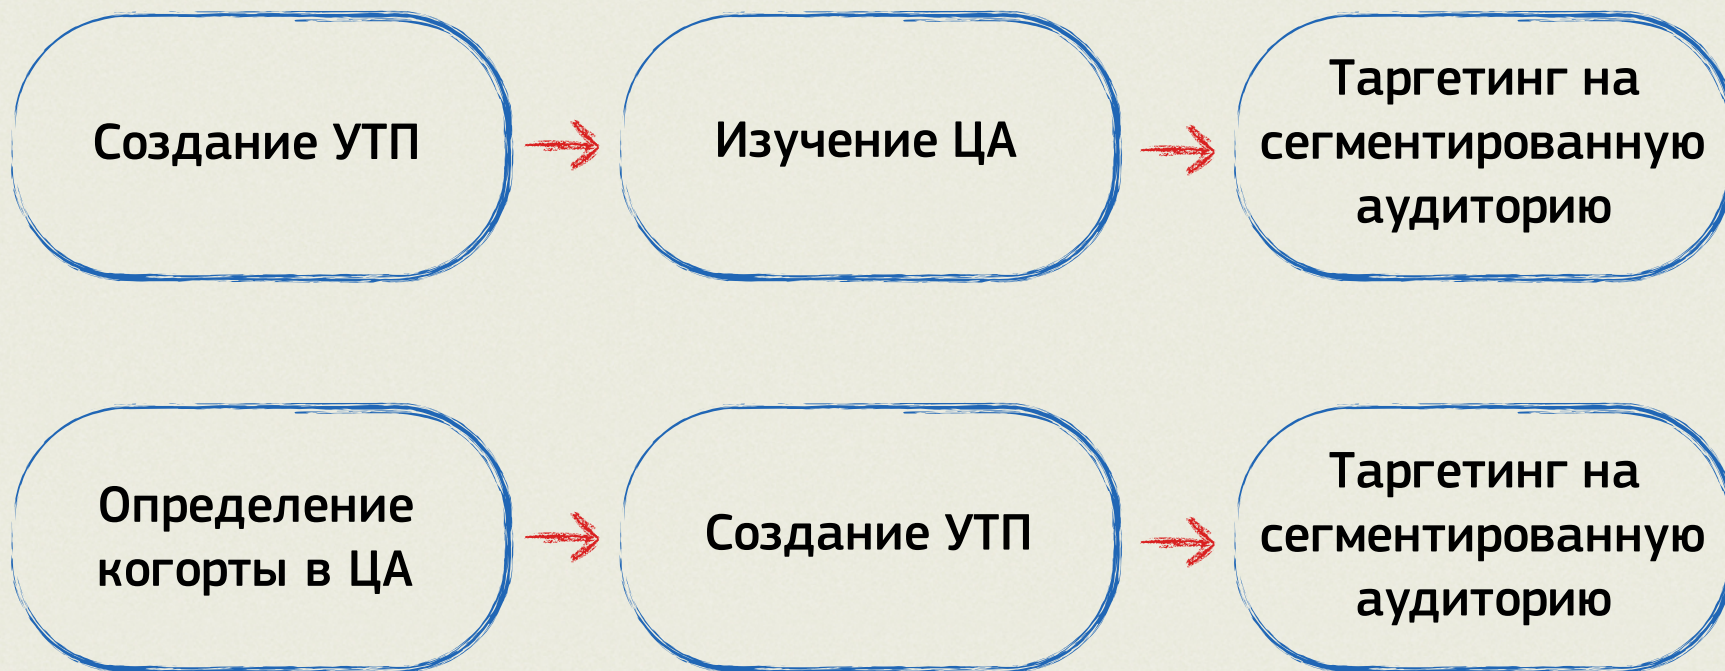 Создание УТП
Изучение ЦА
Таргетинг на
сегментированную
аудиторию
Определение
когорты в ЦА
Создание УТП
Таргетинг на
сегментированную
аудиторию